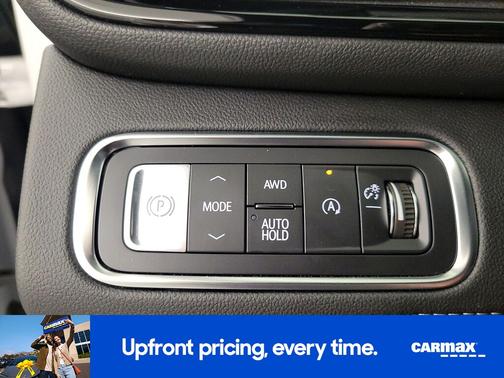 P
MODE
AWD
AUTO
HOLD
A
Upfront pricing, every time.
CARMAX